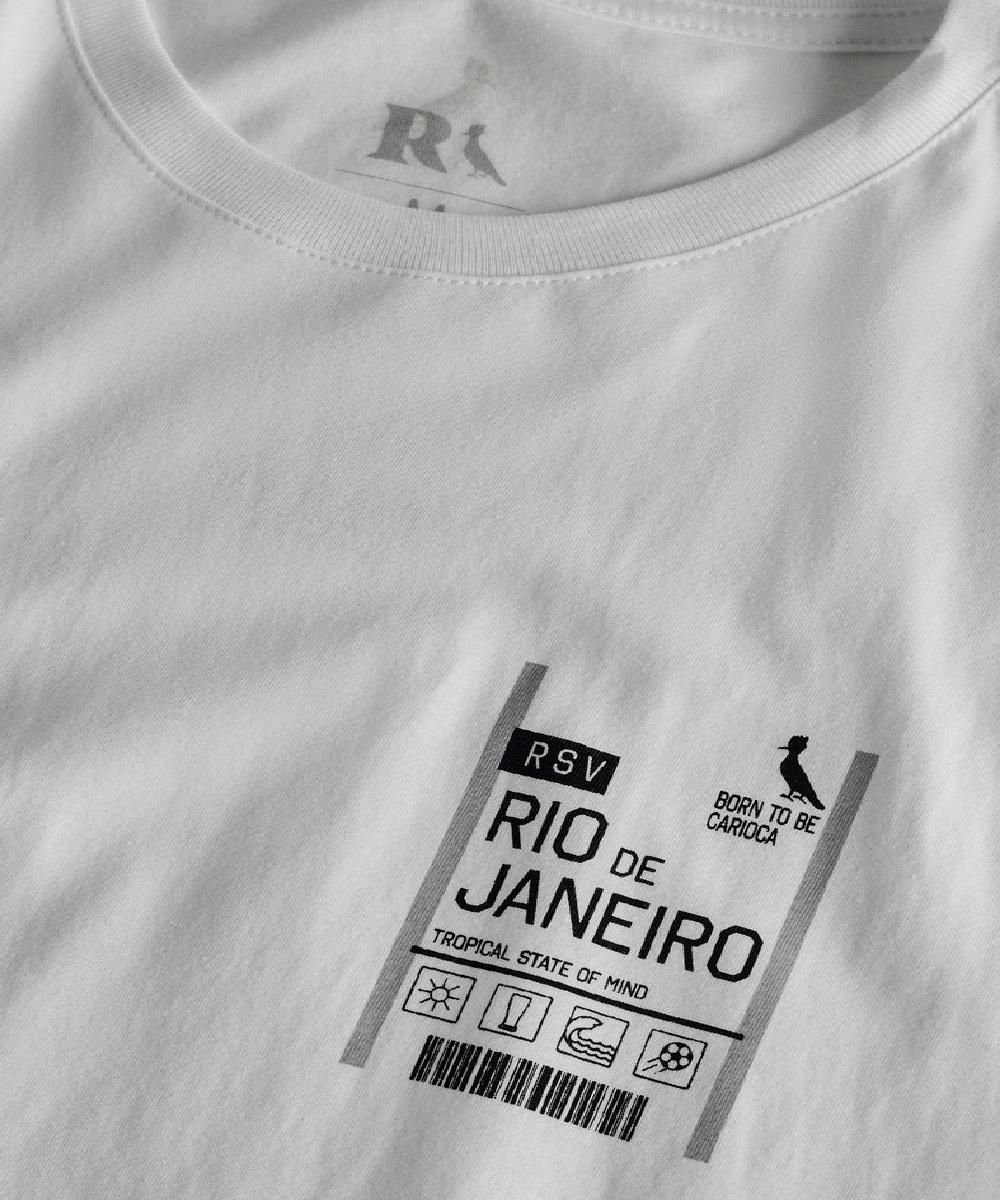 R
RSV
BORN TO BE
CARIOCA
RIO DE
JANEIRO
TROPICAL STATE OF MIND